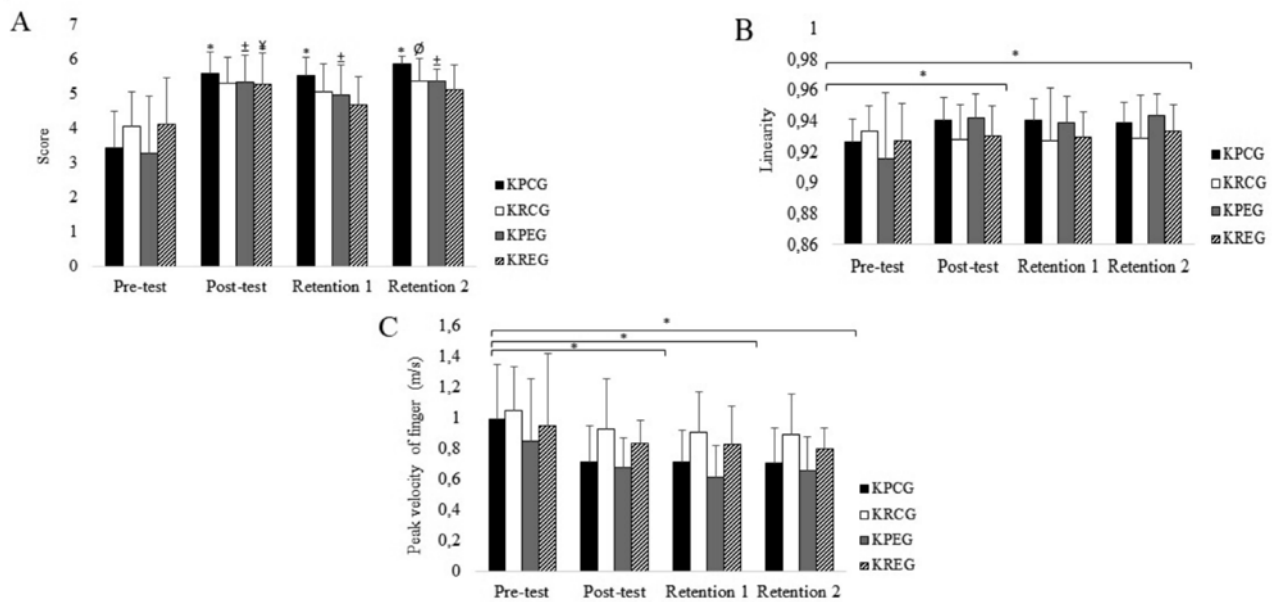 A
Score
7
6
5
4
3
2
1
0
* ± ¥ * ± * Ø ±
Pre-test Post-test Retention 1 Retention 2
KPCG
KRCG
KPEG
KREG
B
Linearity
1
0,98
0,96
0,94
0,92
0,9
0,88
0,86
*
*
Pre-test Post-test Retention 1 Retention 2
KPCG
KRCG
KPEG
KREG
C
Peak velocity of finger (m/s)
1,6
1,4
1,2
1
0,8
0,6
0,4
0,2
0
*
*
*
Pre-test Post-test Retention 1 Retention 2
KPCG
KRCG
KPEG
KREG